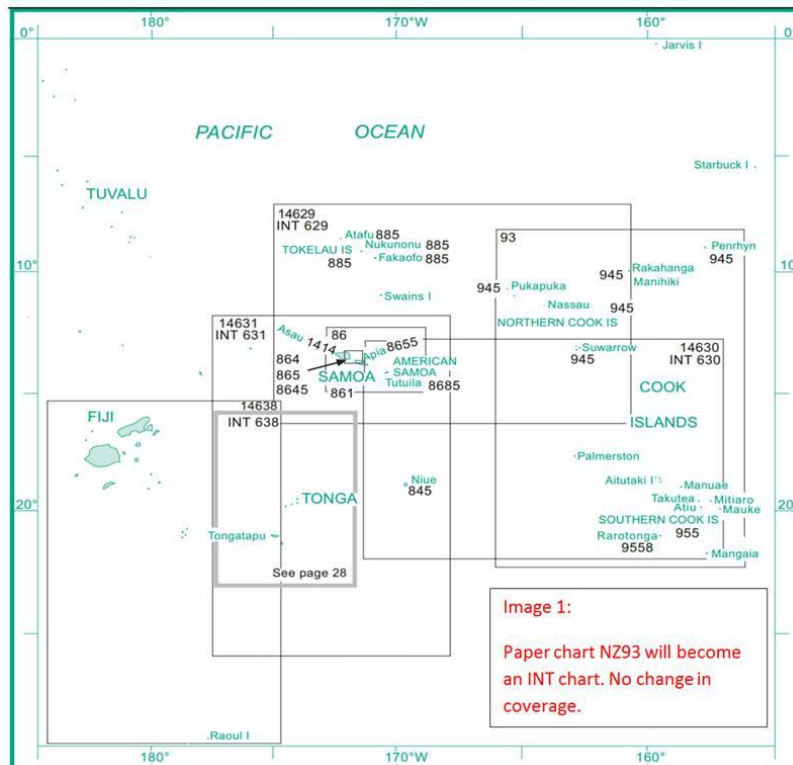 180°
170°W
160°
0°
0°
Jarvis I
PACIFIC OCEAN
Starbuck I
TUVALU
14629
INT 629
Atafu 885
Nukunonu 885
TOKELAU IS
Fakaofo 885
885
93
Penrhyn
945
10°
10°
945 Rakahanga
Manihiki
945 Pukapuka
Swains I
Nassau 945
NORTHERN COOK IS
14631
INT 631
Asau 1414
86
Apia 8655
14630
INT 630
Suwarrow
945
864
865
8645
AMERICAN
SAMOA
SAMOA
Tutuila 8685
861
COOK
ISLANDS
14638
INT 638
FIJI
Palmerston
Niue
845
Aitutaki I
Manuae
TONGA
Takutea
Mitiaro
20°
20°
Atiu
Mauke
SOUTHERN COOK IS
Tongatapu
Rarotonga 955
9558
Mangaia
See page 28
Image 1:
Paper chart NZ93 will become
an INT chart. No change in
coverage.
Raoul I
180°
170°W
160°